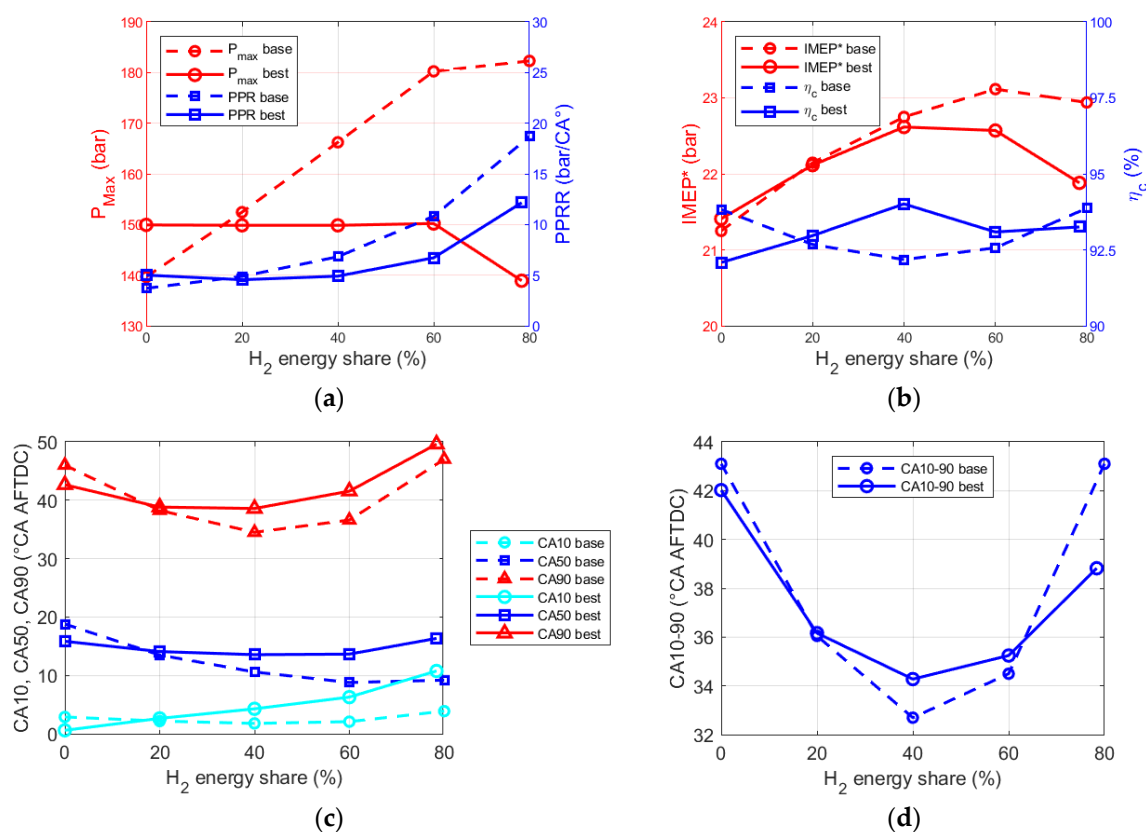 190
180
170
160
150
140
130
P_max base
P_max best
PPR base
PPR best
30
25
20
15
10
5
0
P_Max (bar)
PPRR (bar/CA°)
0 20 40 60 80
H_2 energy share (%)
(a)
24
23
22
21
20
IMEP* base
IMEP* best
η_c base
η_c best
100
97.5
95
92.5
90
IMEP* (bar)
η_c (%)
0 20 40 60 80
H_2 energy share (%)
(b)
50
40
30
20
10
0
CA10, CA50, CA90 (°CA AFTDC)
CA10 base
CA50 base
CA90 base
CA10 best
CA50 best
CA90 best
0 20 40 60 80
H_2 energy share (%)
(c)
44
42
40
38
36
34
32
CA10-90 (°CA AFTDC)
CA10-90 base
CA10-90 best
0 20 40 60 80
H_2 energy share (%)
(d)